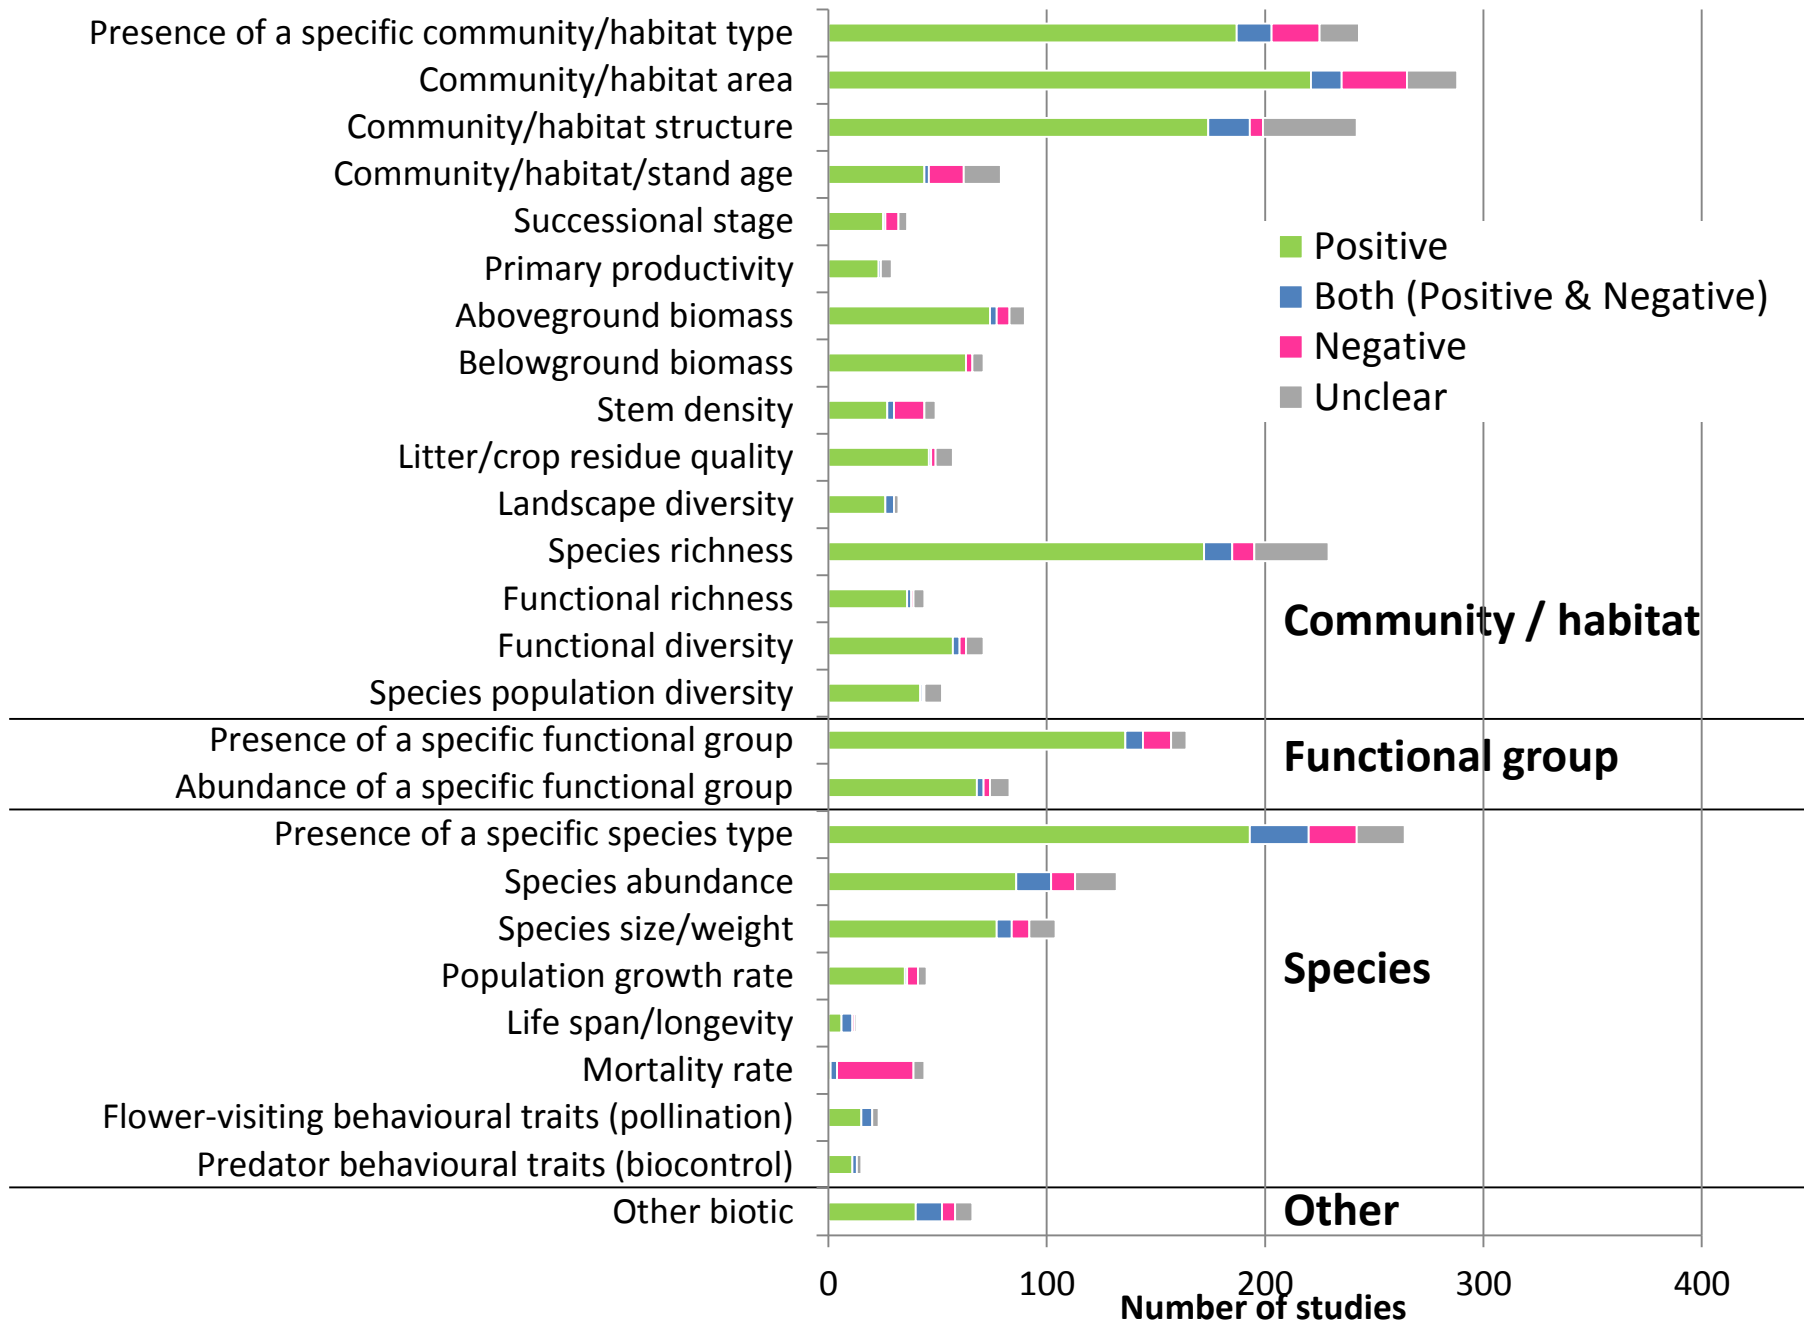 Presence of a specific community/habitat type
Community/habitat area
Community/habitat structure
Community/habitat/stand age
Successional stage
Primary productivity
Aboveground biomass
Belowground biomass
Stem density
Litter/crop residue quality
Landscape diversity
Species richness
Functional richness
Functional diversity
Species population diversity
Presence of a specific functional group
Abundance of a specific functional group
Presence of a specific species type
Species abundance
Species size/weight
Population growth rate
Life span/longevity
Mortality rate
Flower-visiting behavioural traits (pollination)
Predator behavioural traits (biocontrol)
Other biotic
Positive
Both (Positive & Negative)
Negative
Unclear
Community / habitat
Functional group
Species
Other
0 100 200 300 400
Number of studies